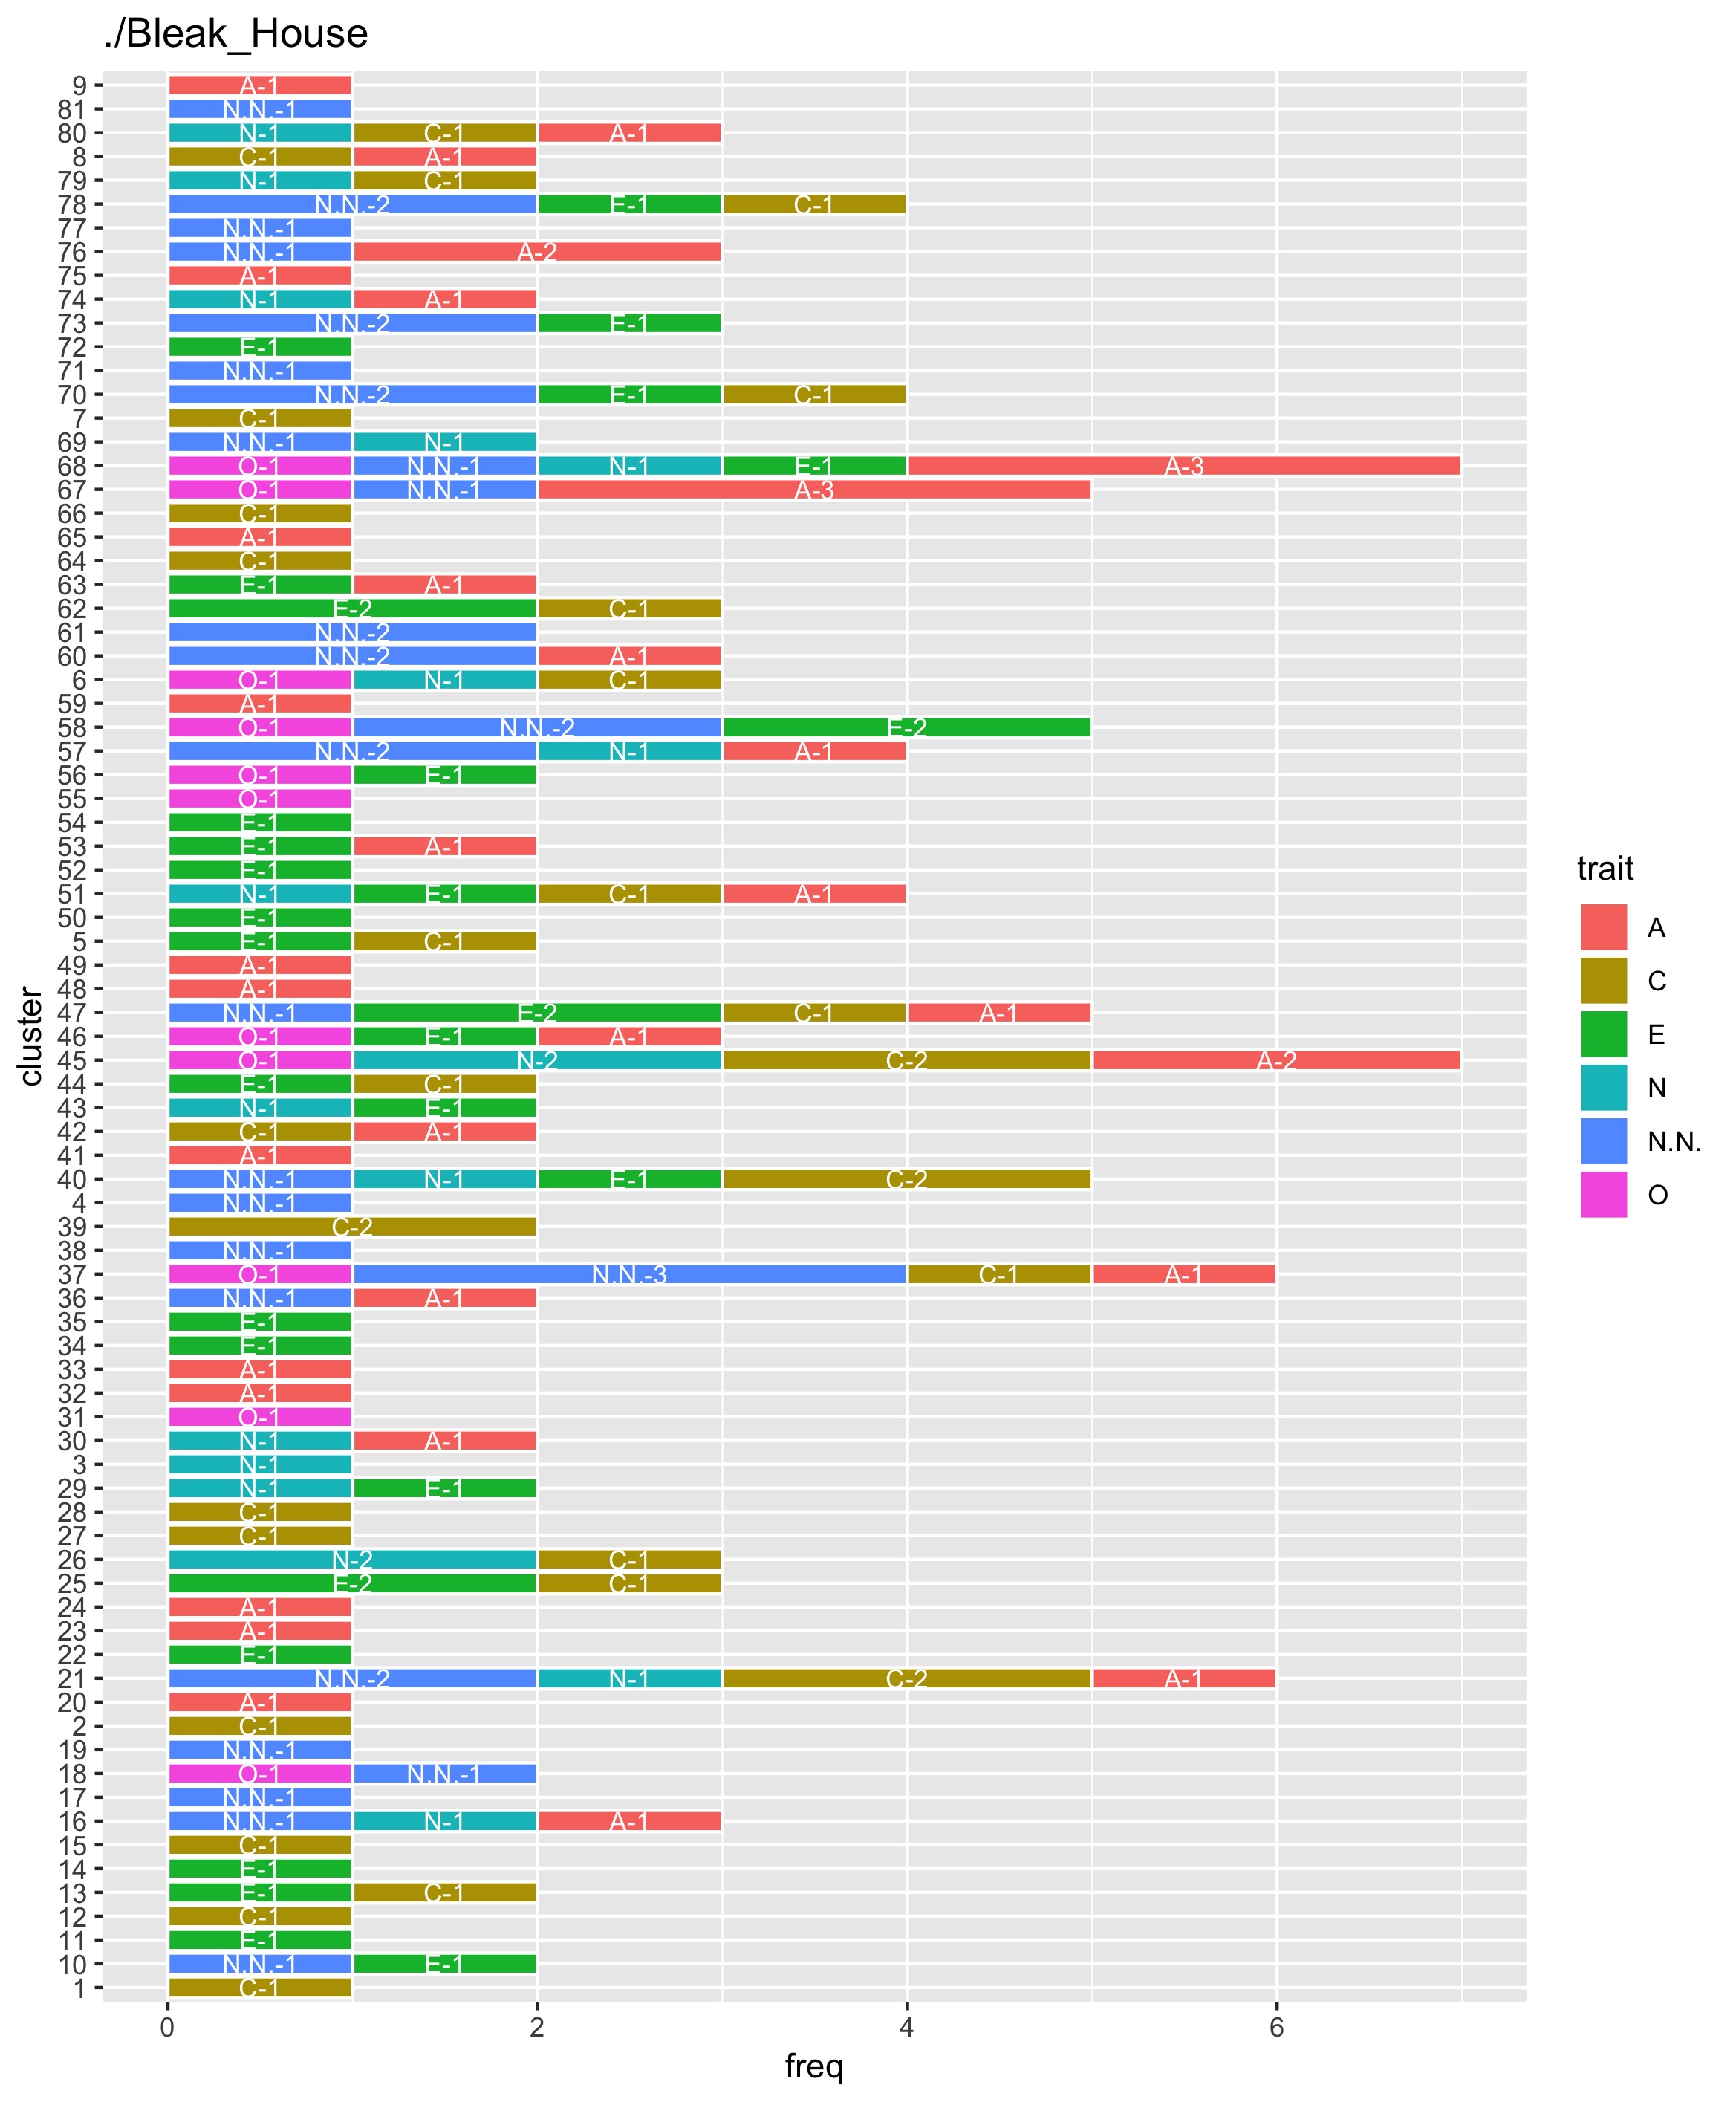 ./Bleak_House
9 A-1
81 N.N.-1
80 N-1 C-1 A-1
8 C-1 A-1
79 N-1 C-1
78 N.N.-2 E-1 C-1
77 N.N.-1
76 N.N.-1 A-2
75 A-1
74 N-1 A-1
73 N.N.-2 E-1
72 E-1
71 N.N.-1
70 N.N.-2 E-1 C-1
7 C-1
69 N.N.-1 N-1
68 O-1 N.N.-1 N-1 E-1 A-3
67 O-1 N.N.-1 A-3
66 C-1
65 A-1
64 C-1
63 E-1 A-1
62 E-2 C-1
61 N.N.-2
60 N.N.-2 A-1
6 O-1 N-1 C-1
59 A-1
58 O-1 N.N.-2 E-2
57 N.N.-2 N-1 A-1
56 O-1 E-1
55 O-1
54 E-1
53 E-1 A-1
52 E-1
51 N-1 E-1 C-1 A-1
50 E-1
5 E-1 C-1
49 A-1
48 A-1
47 N.N.-1 E-2 C-1 A-1
46 O-1 E-1 A-1
45 O-1 N-2 C-2 A-2
44 E-1 C-1
43 N-1 E-1
42 C-1 A-1
41 A-1
40 N.N.-1 N-1 E-1 C-2
4 N.N.-1
39 C-2
38 N.N.-1
37 O-1 N.N.-3 C-1 A-1
36 N.N.-1 A-1
35 E-1
34 E-1
33 A-1
32 A-1
31 O-1
30 N-1 A-1
3 N-1
29 N-1 E-1
28 C-1
27 C-1
26 N-2 C-1
25 E-2 C-1
24 A-1
23 A-1
22 E-1
21 N.N.-2 N-1 C-2 A-1
20 A-1
2 C-1
19 N.N.-1
18 O-1 N.N.-1
17 N.N.-1
16 N.N.-1 N-1 A-1
15 C-1
14 E-1
13 E-1 C-1
12 C-1
11 E-1
10 N.N.-1 E-1
1 C-1
0 2 4 6
freq
cluster
trait
A
C
E
N
N.N.
O